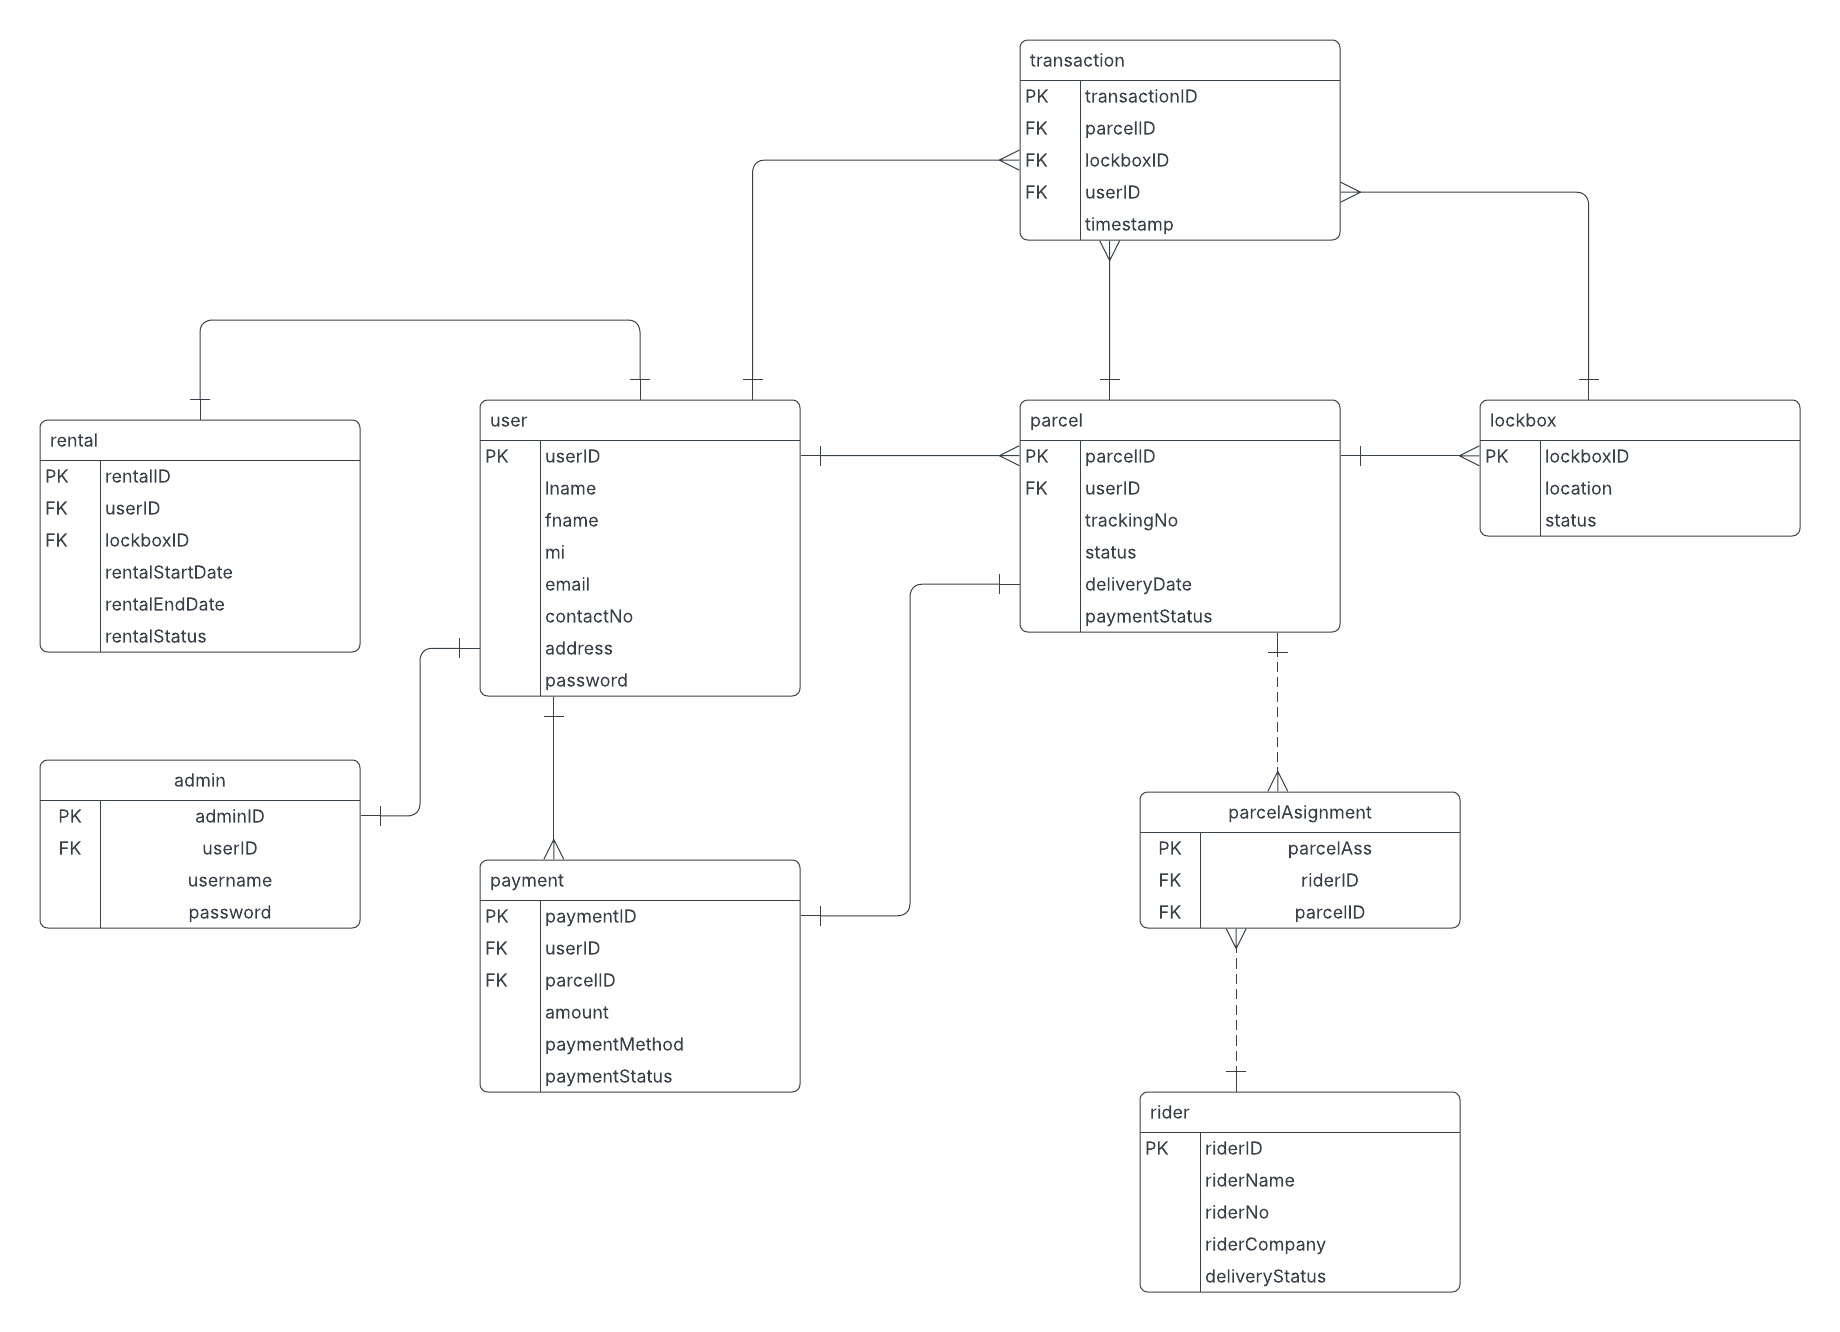 transaction
PK transactionID
FK parcelID
FK lockboxID
FK userID
timestamp
rental
PK rentalID
FK userID
FK lockboxID
rentalStartDate
rentalEndDate
rentalStatus
user
PK userID
lname
fname
mi
email
contactNo
address
password
parcel
PK parcelID
FK userID
trackingNo
status
deliveryDate
paymentStatus
lockbox
PK lockboxID
location
status
admin
PK adminID
FK userID
username
password
payment
PK paymentID
FK userID
FK parcelID
amount
paymentMethod
paymentStatus
parcelAsignment
PK parcelAss
FK riderID
FK parcelID
rider
PK riderID
riderName
riderNo
riderCompany
deliveryStatus